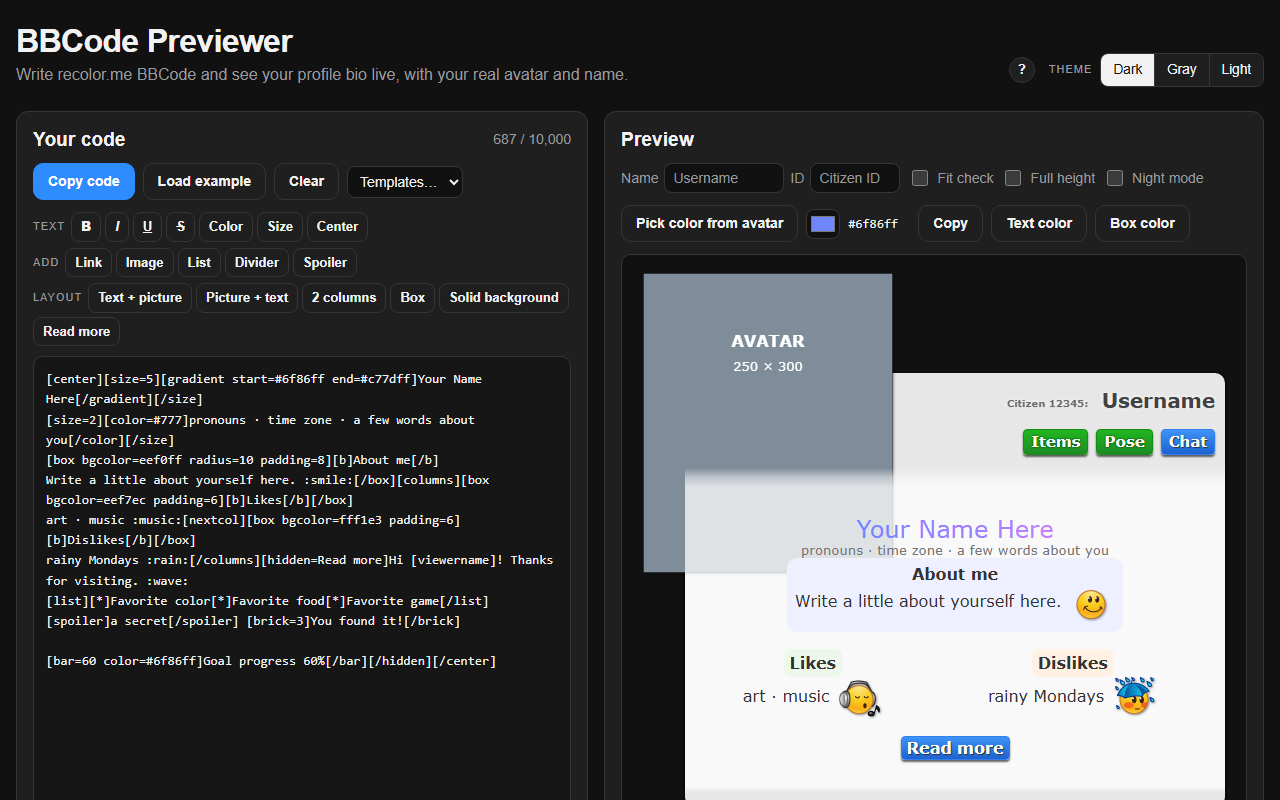 BBCode Previewer
Write recolor.me BBCode and see your profile bio live, with your real avatar and name.
? THEME Dark Gray Light
Your code 687 / 10,000
Copy code Load example Clear Templates...
TEXT B I U S Color Size Center
ADD Link Image List Divider Spoiler
LAYOUT Text + picture Picture + text 2 columns Box Solid background
Read more
[center][size=5][gradient start=#6f86ff end=#c77dff]Your Name
Here[/gradient][/size]
[size=2][color=#777]pronouns · time zone · a few words about
you[/color][/size]
[box bgcolor=eef0ff radius=10 padding=8][b]About me[/b]
Write a little about yourself here. :smile:[/box][columns][box
bgcolor=eef7ec padding=6][b]Likes[/b][/box]
art · music :music:[nextcol][box bgcolor=fff1e3 padding=6]
[b]Dislikes[/b][/box]
rainy Mondays :rain:[/columns][hidden=Read more]Hi [viewername]! Thanks
for visiting. :wave:
[list][*]Favorite color[*]Favorite food[*]Favorite game[/list]
[spoiler]a secret[/spoiler] [brick=3]You found it![/brick]
[bar=60 color=#6f86ff]Goal progress 60%[/bar][/hidden][/center]
Preview
Name Username ID Citizen ID Fit check Full height Night mode
Pick color from avatar #6f86ff Copy Text color Box color
AVATAR
250 × 300
Citizen 12345: Username
Items Pose Chat
Your Name Here
pronouns · time zone · a few words about you
About me
Write a little about yourself here.
Likes Dislikes
art · music rainy Mondays
Read more